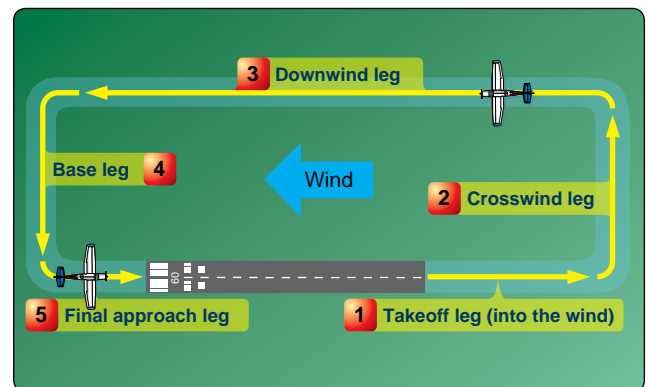 3 Downwind leg
Base leg 4
Wind
2 Crosswind leg
60
5 Final approach leg
1 Takeoff leg (into the wind)